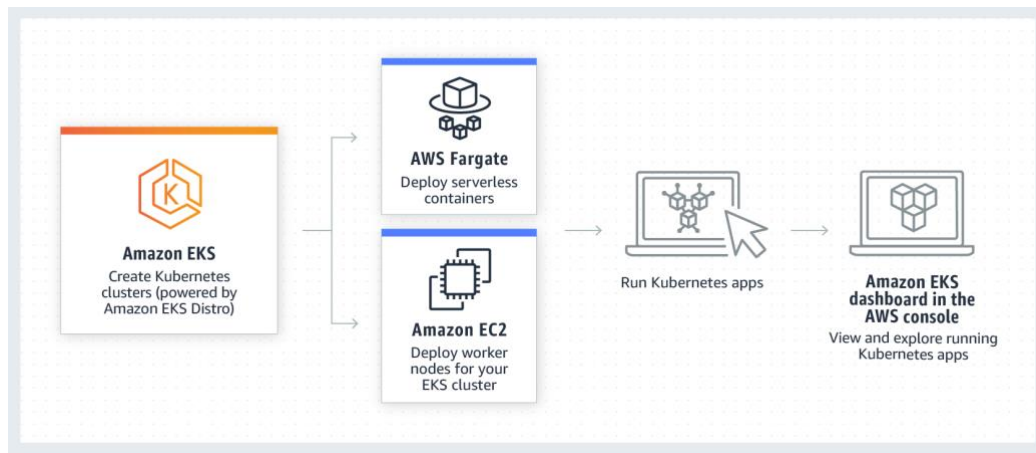 K
Amazon EKS
Create Kubernetes
clusters (powered by
Amazon EKS Distro)
AWS Fargate
Deploy serverless
containers
Amazon EC2
Deploy worker
nodes for your
EKS cluster
Run Kubernetes apps
Amazon EKS
dashboard in the
AWS console
View and explore running
Kubernetes apps